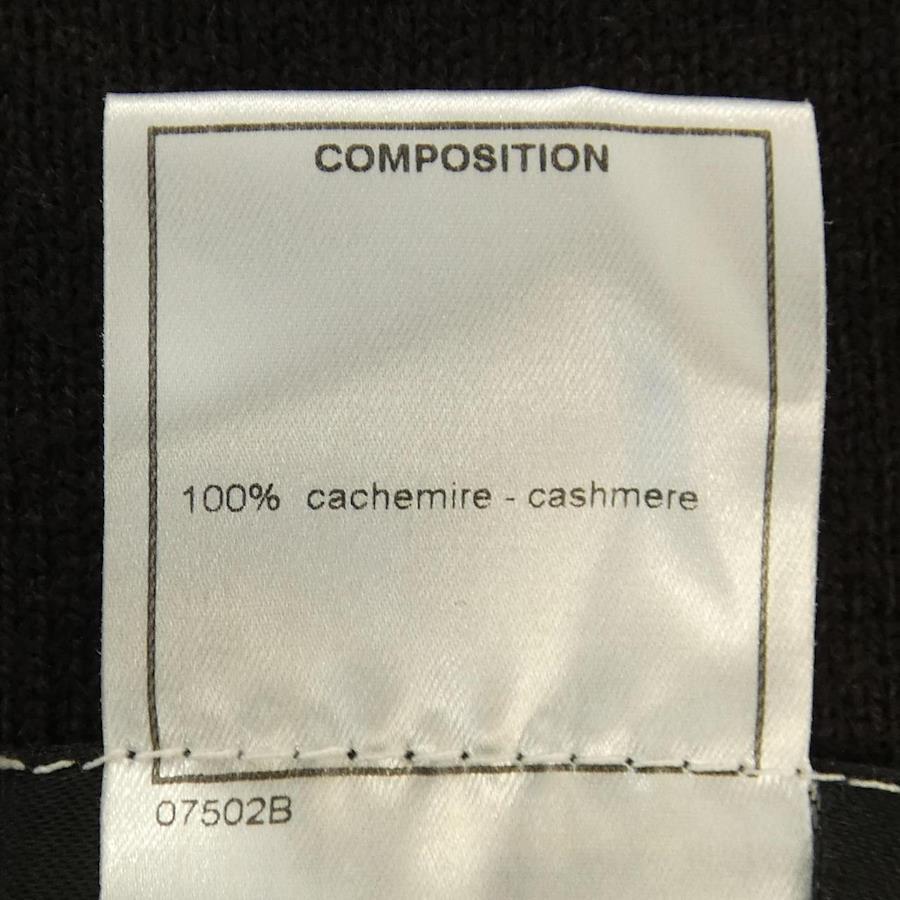 COMPOSITION
100% cachemire - cashmere
07502B